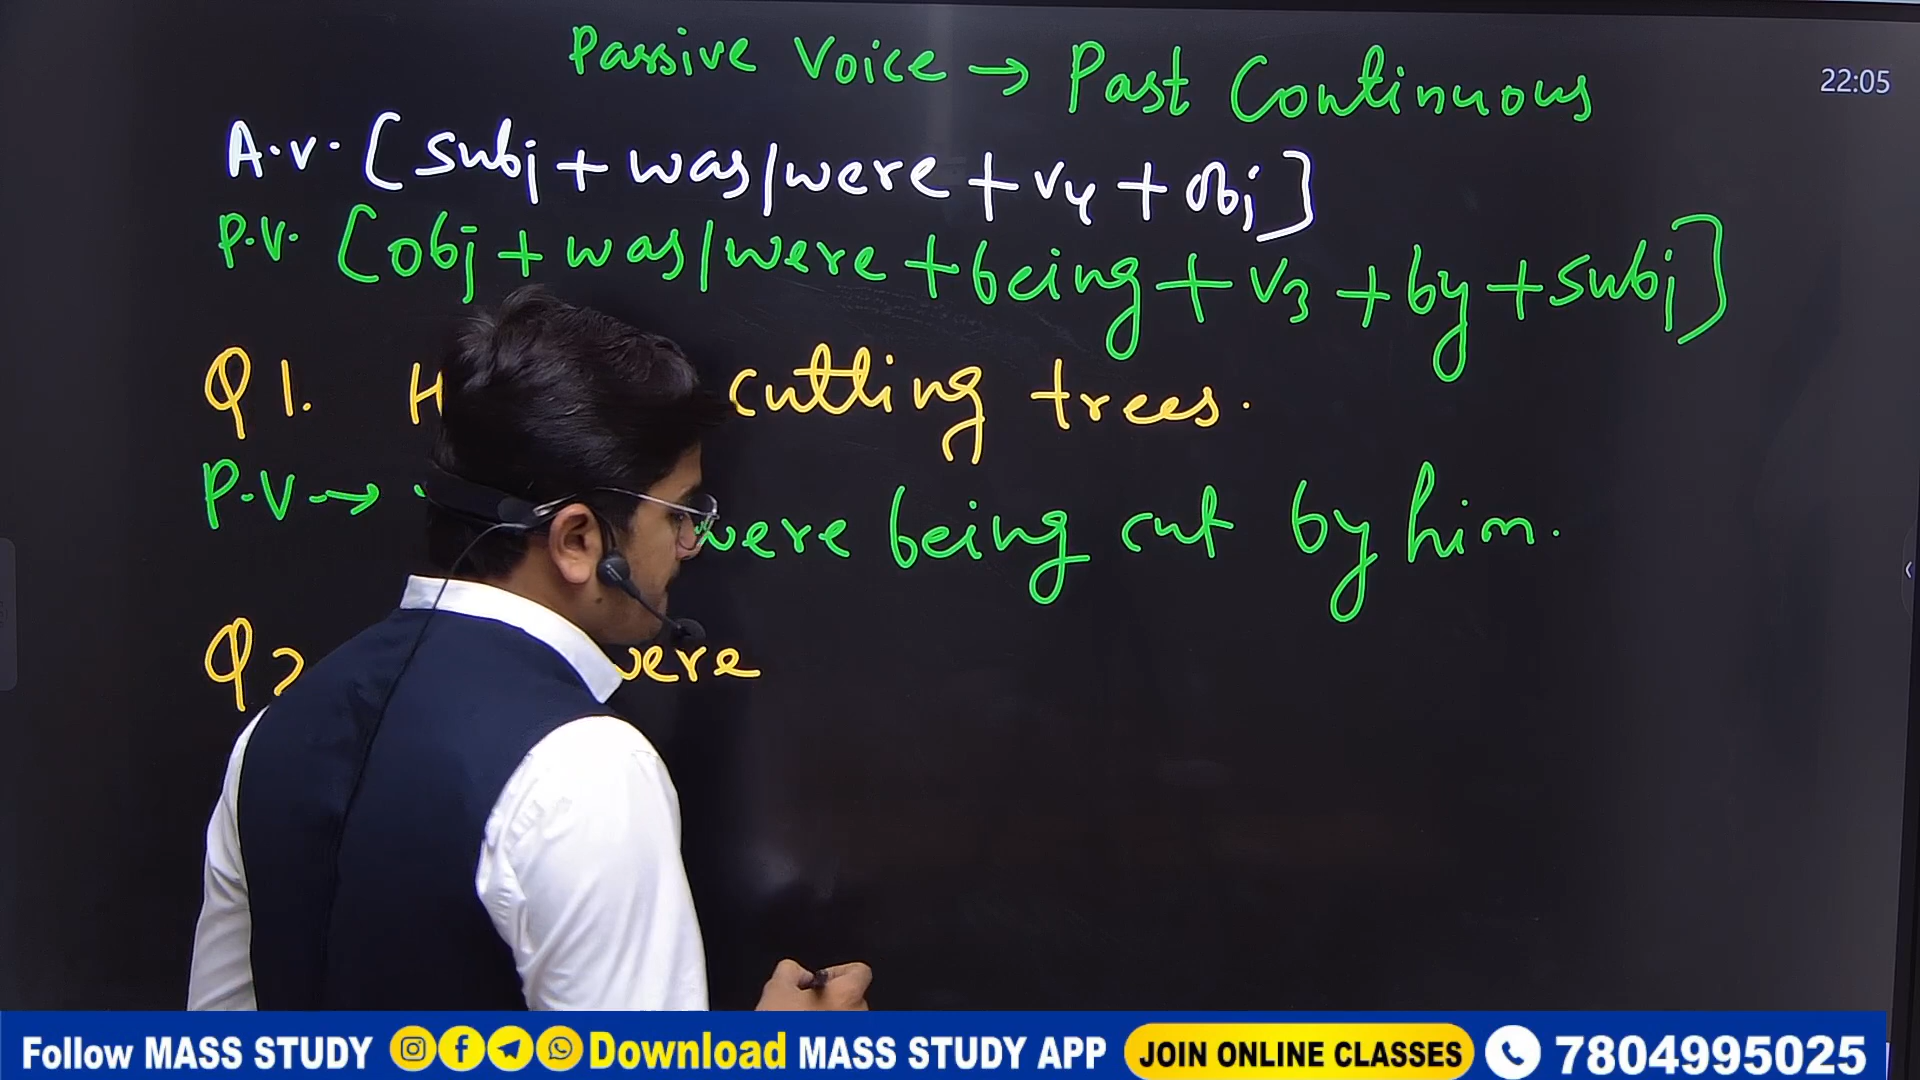 Passive Voice → Past Continuous
22:05
A.V. [subj + was/were + V4 + obj]
P.V. [obj + was/were + being + V3 + by + subj]
Q1. cutting trees.
P.V → were being cut by him.
Q2 were
Follow MASS STUDY Download MASS STUDY APP JOIN ONLINE CLASSES 7804995025